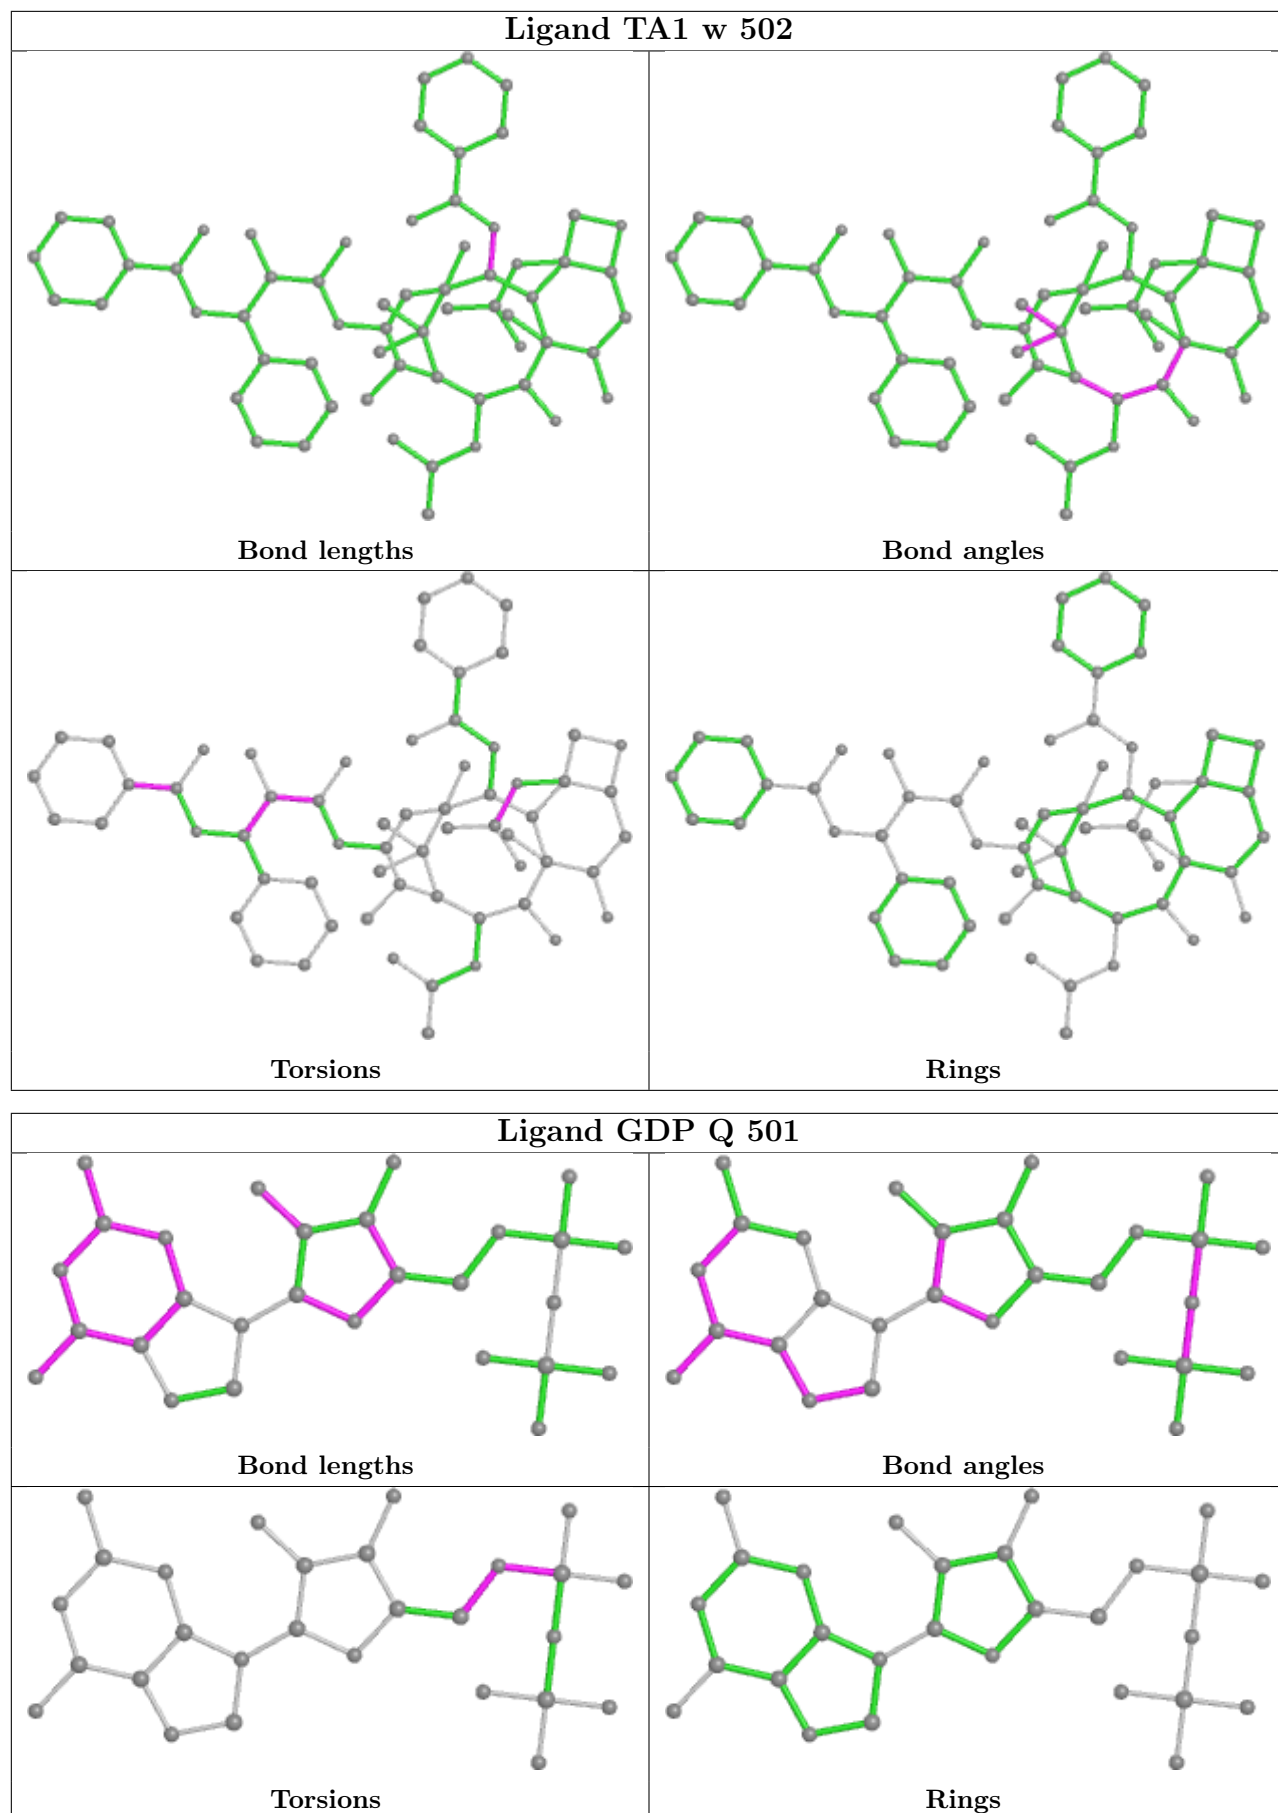 Ligand TA1 w 502
Bond lengths
Bond angles
Torsions
Rings
Ligand GDP Q 501
Bond lengths
Bond angles
Torsions
Rings